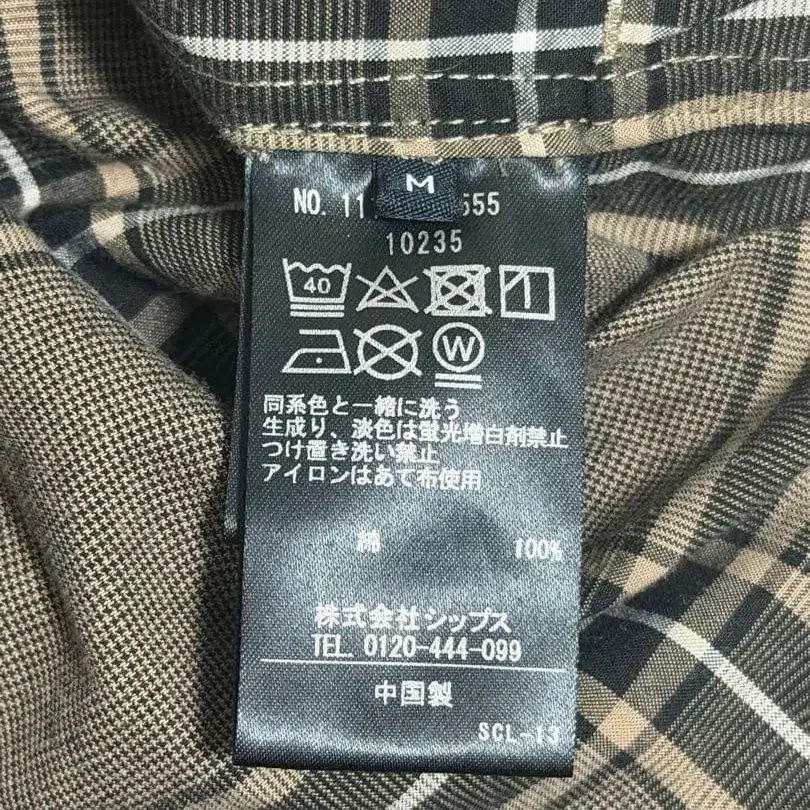 M
NO. 11 555
10235
40
W
同系色と一緒に洗う
生成り、淡色は蛍光増白剤禁止
つけ置き洗い禁止
アイロンはあて布使用
綿 100%
株式会社シップス
TEL. 0120-444-099
中国製
SCL-13